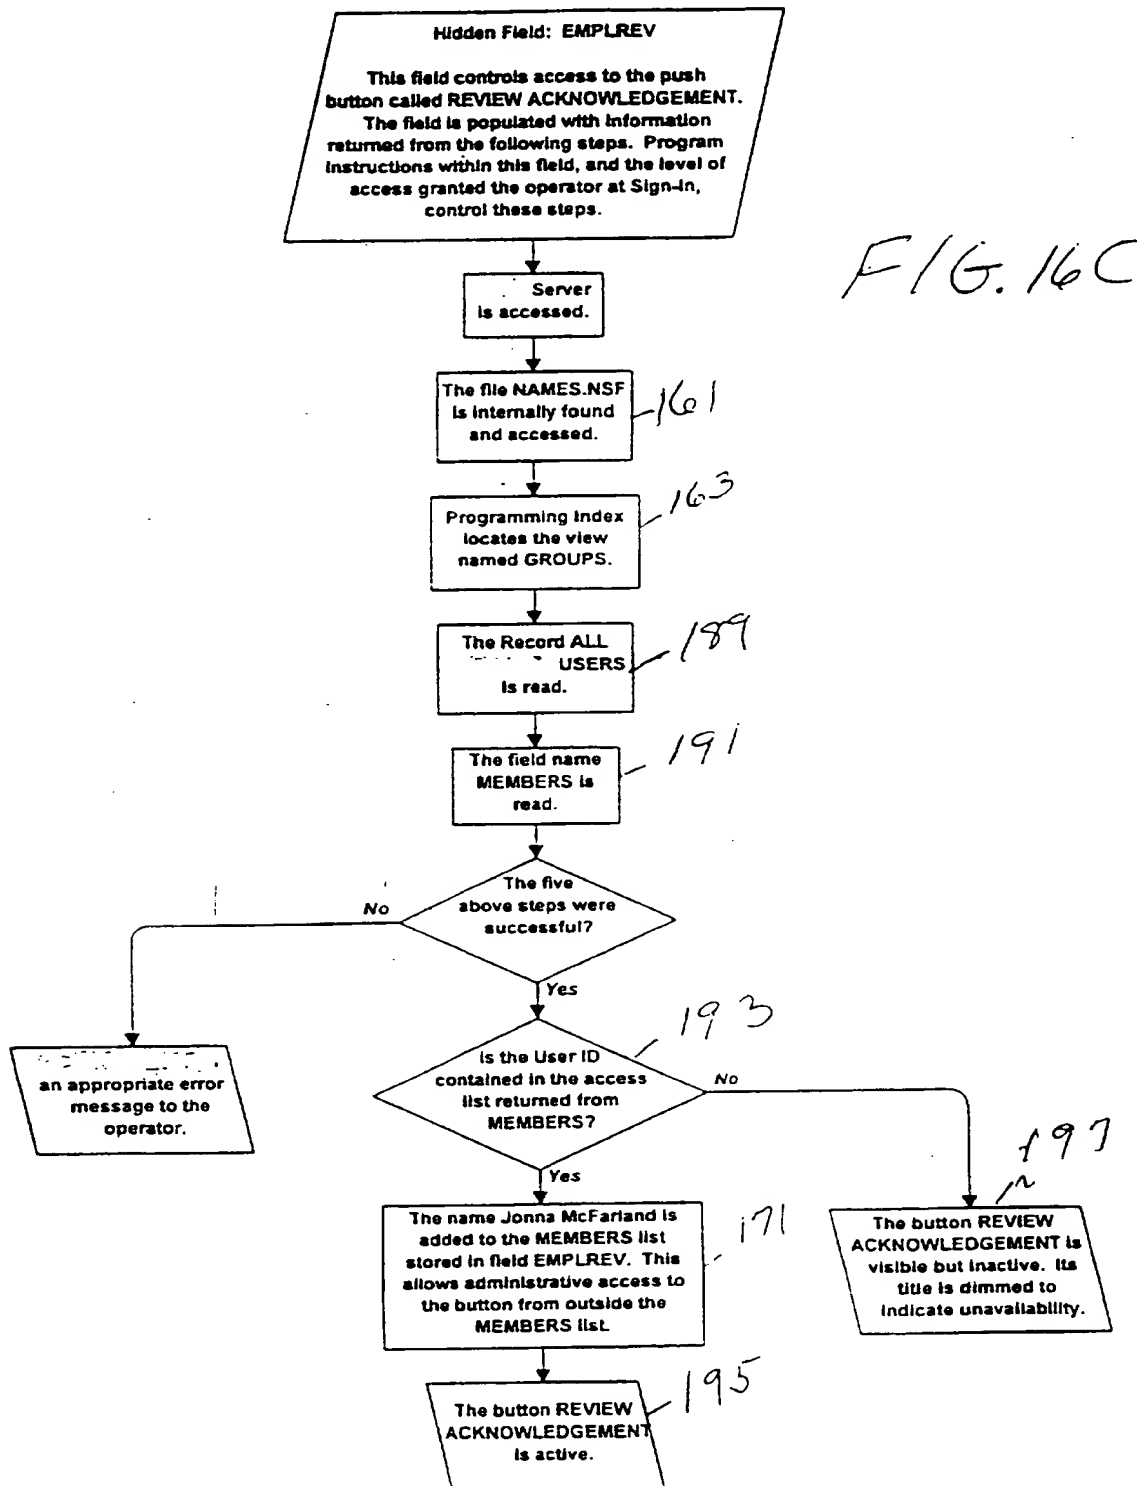 Hidden Field: EMPLREV
This field controls access to the push
button called REVIEW ACKNOWLEDGEMENT.
The field is populated with information
returned from the following steps. Program
instructions within this field, and the level of
access granted the operator at Sign-In,
control these steps.
FIG. 16C
Server
is accessed.
The file NAMES.NSF
is internally found
and accessed.
161
Programming Index
locates the view
named GROUPS.
163
The Record ALL
USERS
is read.
189
The field name
MEMBERS is
read.
191
The five
above steps were
successful?
No
Yes
an appropriate error
message to the
operator.
193
Is the User ID
contained in the access
list returned from
MEMBERS?
No
Yes
197
The button REVIEW
ACKNOWLEDGEMENT is
visible but inactive. Its
title is dimmed to
indicate unavailability.
The name Jonna McFarland is
added to the MEMBERS list
stored in field EMPLREV. This
allows administrative access to
the button from outside the
MEMBERS list.
171
The button REVIEW
ACKNOWLEDGEMENT
is active.
195